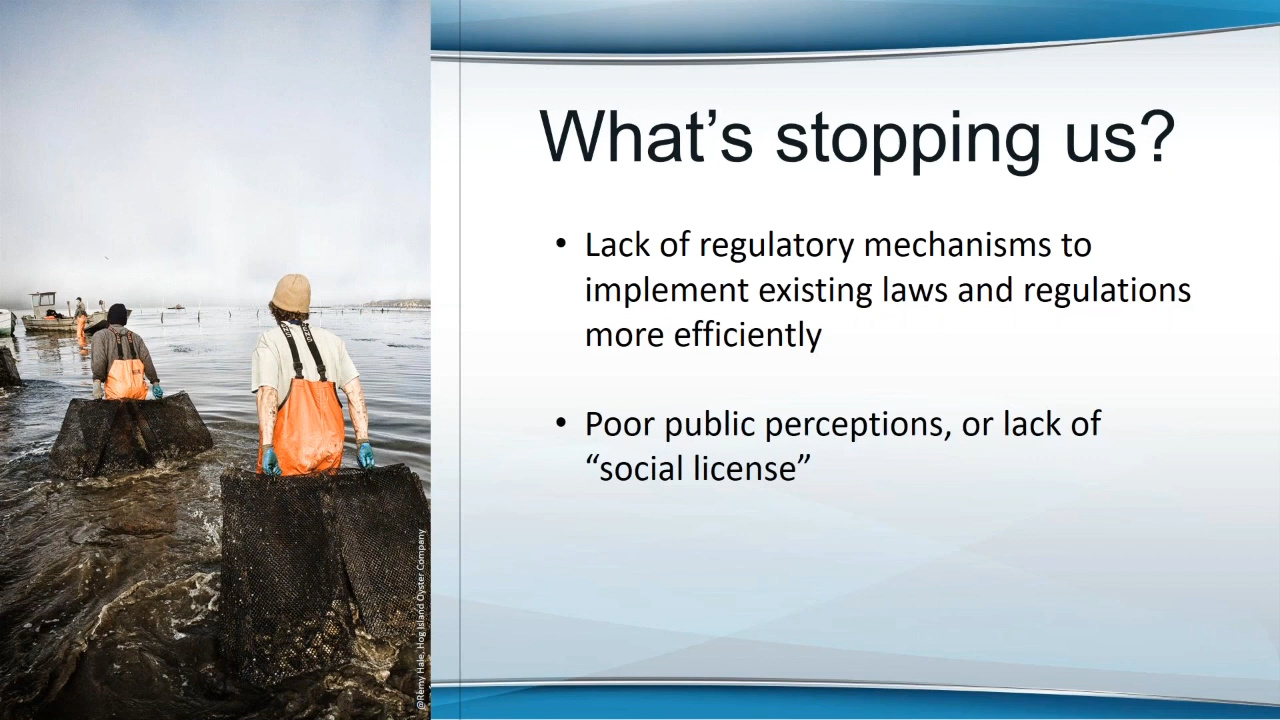 What’s stopping us?
• Lack of regulatory mechanisms to
implement existing laws and regulations
more efficiently
• Poor public perceptions, or lack of
“social license”
@Remy Hale, Hog Island Oyster Company